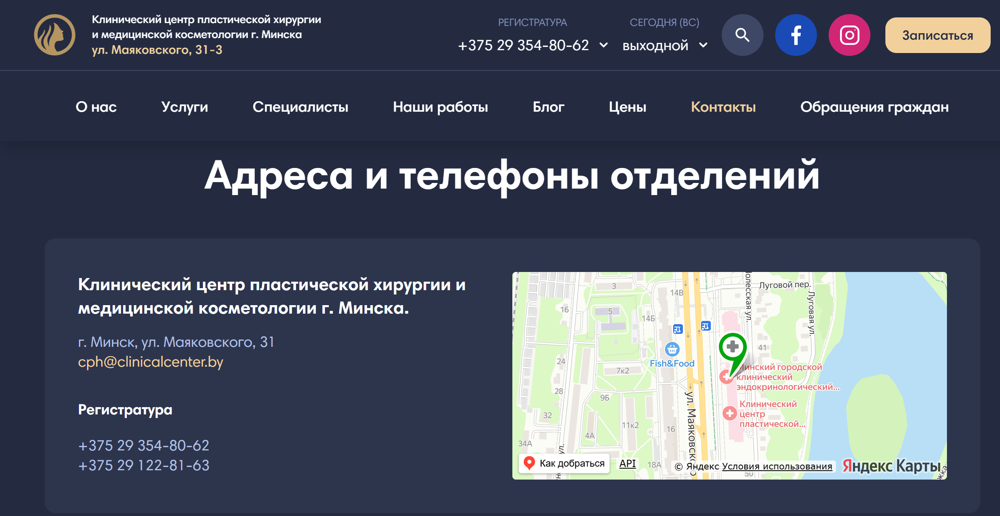 Клинический центр пластической хирургии
и медицинской косметологии г. Минска
ул. Маяковского, 31-3
РЕГИСТРАТУРА
+375 29 354-80-62
СЕГОДНЯ (ВС)
выходной
Записаться
О нас
Услуги
Специалисты
Наши работы
Блог
Цены
Контакты
Обращения граждан
Адреса и телефоны отделений
Клинический центр пластической хирургии и
медицинской косметологии г. Минска.
г. Минск, ул. Маяковского, 31
cph@clinicalcenter.by
Регистратура
+375 29 354-80-62
+375 29 122-81-63
3
14В
Луговой пер.
Луговая ул.
16
5
14Б
41
Fish&Food
24
7к2
Минский городской
клинический
эндокринологический...
28
9Б
ул. Маяковско о
Клинический
центр
пластической...
32
11к2
16
4А
34А
18А
50
Как добраться
API
© Яндекс Условия использования
Яндекс Карты